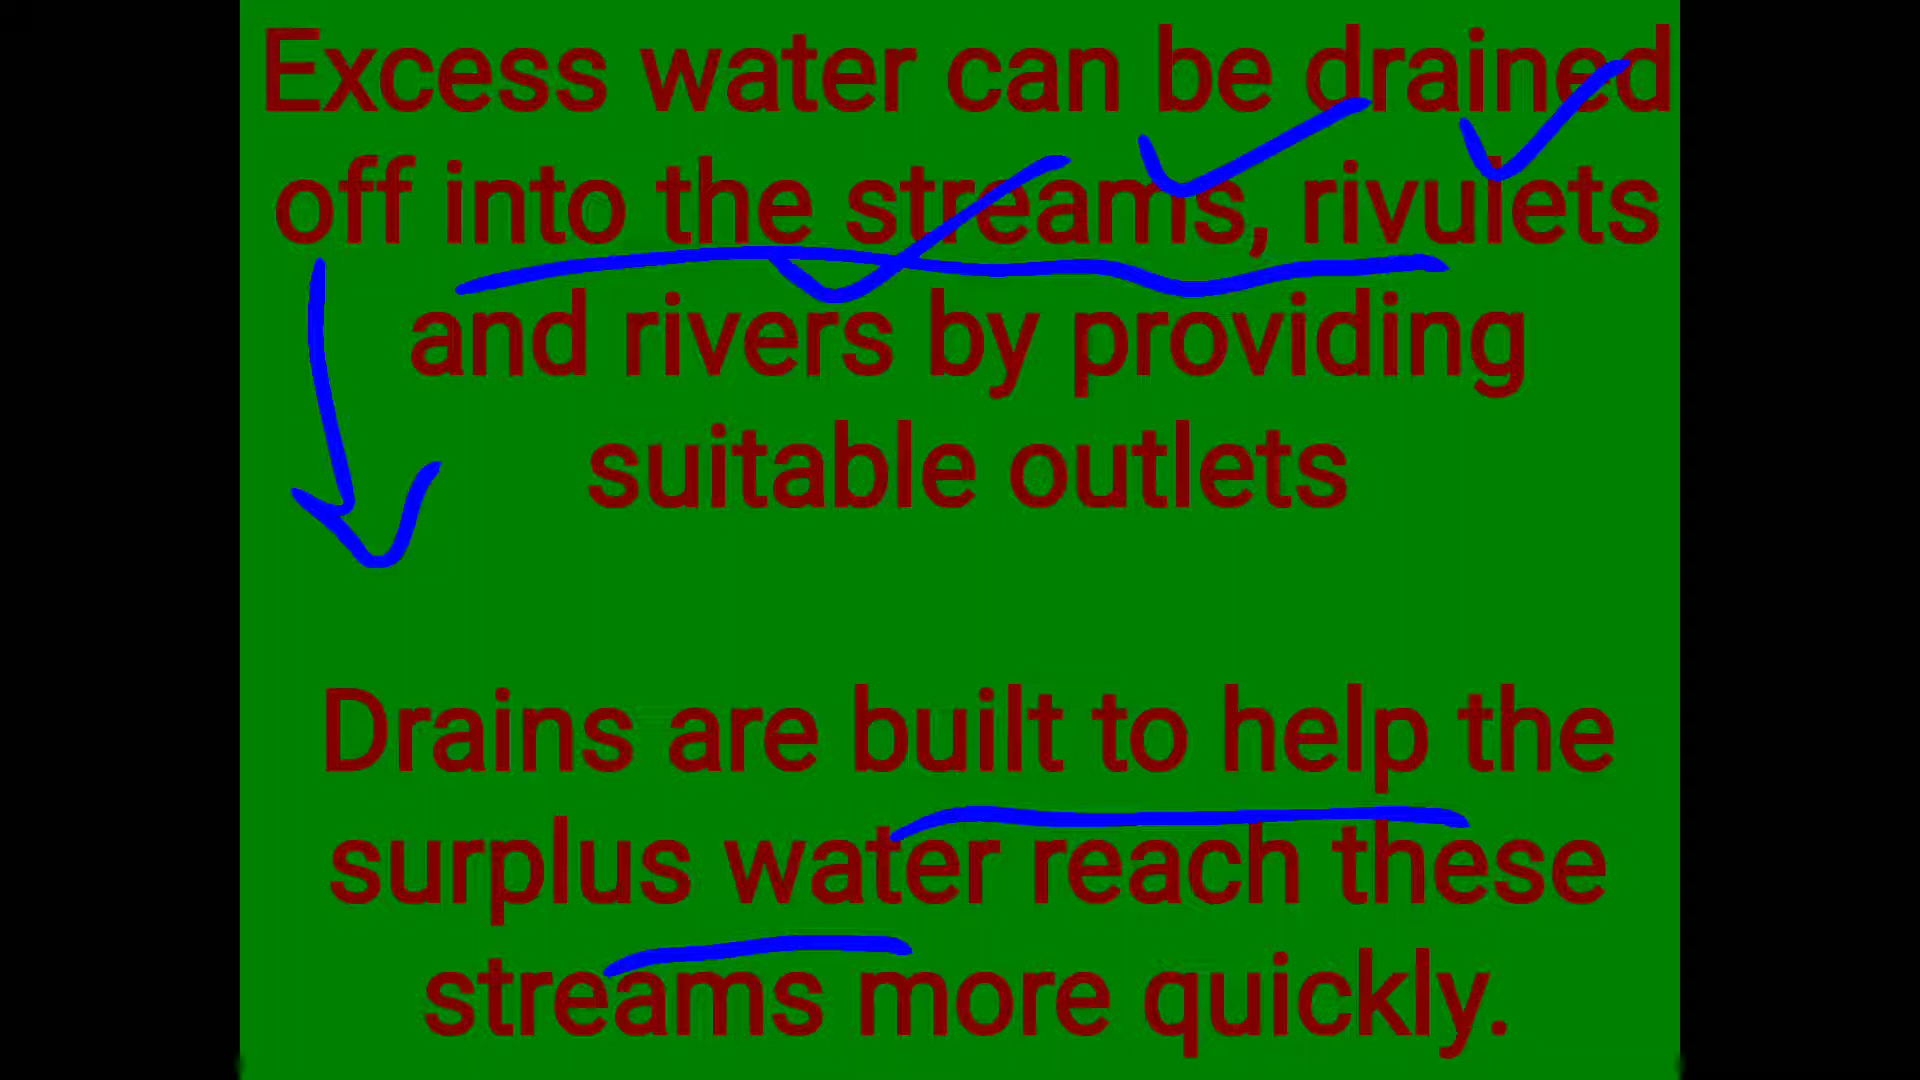 Excess water can be drained
off into the streams, rivulets
and rivers by providing
suitable outlets
Drains are built to help the
surplus water reach these
streams more quickly.